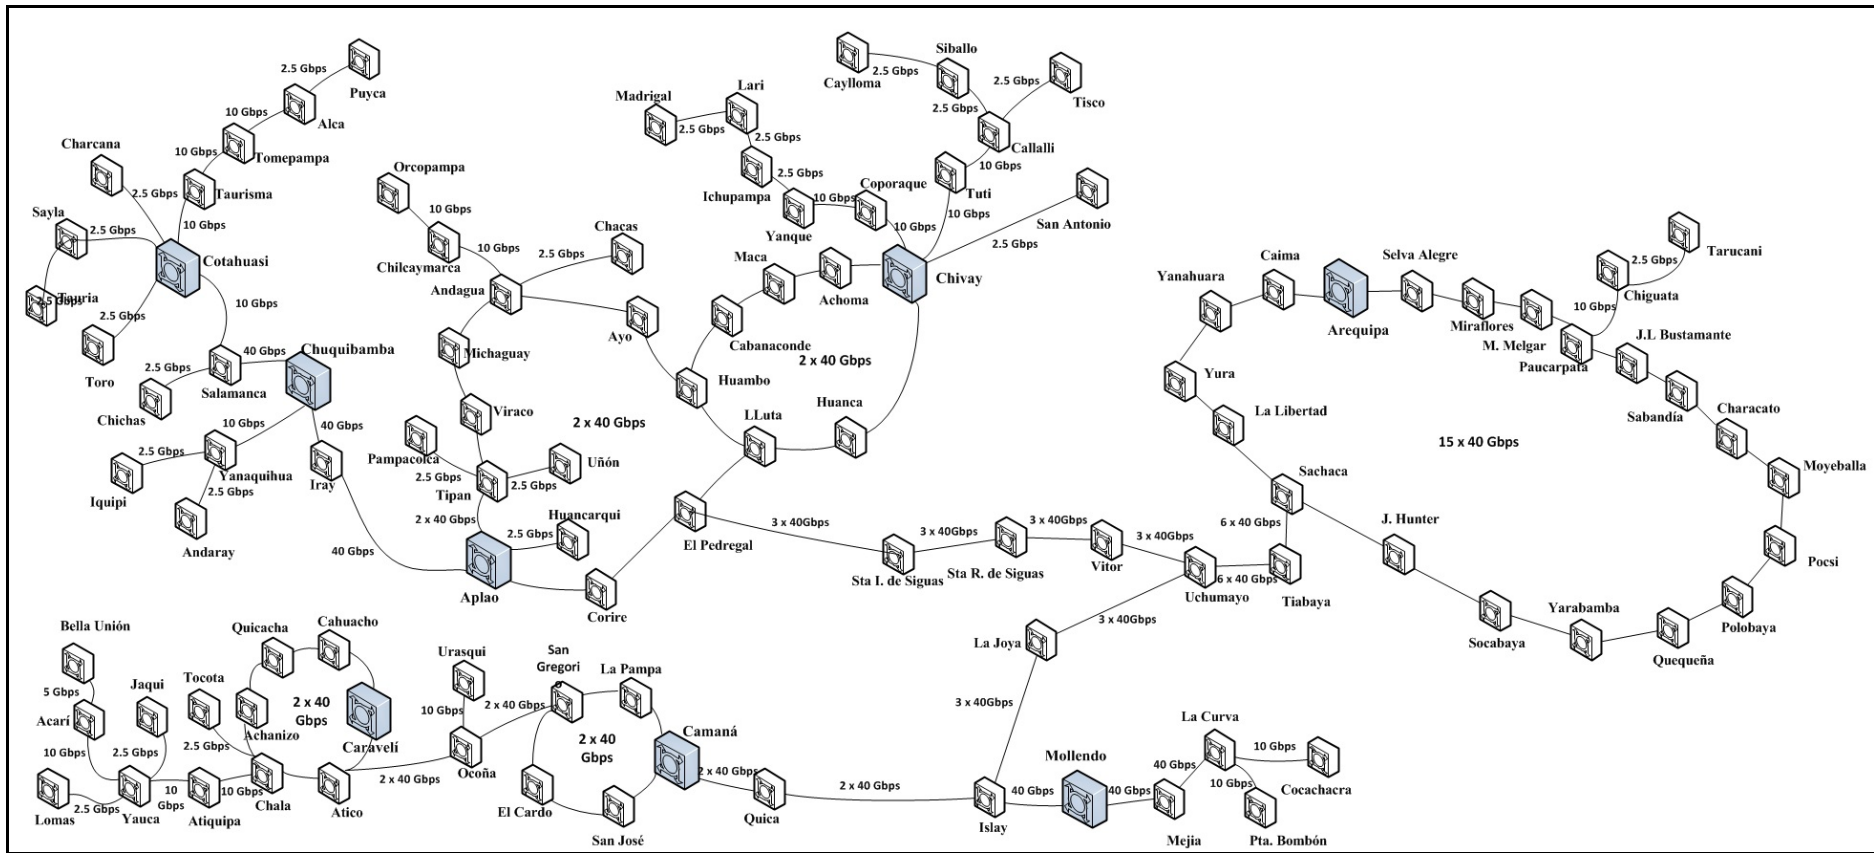 2.5 Gbps
Puyca
10 Gbps
Alca
10 Gbps
Tomepampa
Charcana
2.5 Gbps
Taurisma
10 Gbps
Sayla
2.5 Gbps
Cotahuasi
Tauria
2.5 Gbps
2.5 Gbps
Toro
10 Gbps
40 Gbps
Chuquibamba
2.5 Gbps
Salamanca
Chichas
10 Gbps
40 Gbps
2.5 Gbps
Yanaquihua
Iquipi
2.5 Gbps
Andaray
Iray
40 Gbps
Orcopampa
10 Gbps
Chilcaymarca
10 Gbps
2.5 Gbps
Chacas
Andagua
Ayo
Michaguay
Viraco
2 x 40 Gbps
Pampacolca
2.5 Gbps
Tipan
2.5 Gbps
Uñón
2 x 40 Gbps
Huancarqui
2.5 Gbps
Aplao
Corire
Madrigal
2.5 Gbps
Lari
2.5 Gbps
Ichupampa
2.5 Gbps
Yanque
10 Gbps
Coporaque
10 Gbps
Caylloma
2.5 Gbps
Siballo
2.5 Gbps
2.5 Gbps
Tisco
Callalli
10 Gbps
Tuti
10 Gbps
San Antonio
2.5 Gbps
Chivay
Maca
Achoma
Cabanaconde
2 x 40 Gbps
Huambo
LLuta
Huanca
El Pedregal
3 x 40Gbps
Sta I. de Siguas
3 x 40Gbps
Sta R. de Siguas
3 x 40Gbps
Vitor
3 x 40Gbps
Uchumayo
6 x 40 Gbps
Tiabaya
6 x 40 Gbps
Sachaca
La Libertad
Yura
Yanahuara
Caima
Arequipa
Selva Alegre
Miraflores
M. Melgar
Paucarpata
10 Gbps
Chiguata
2.5 Gbps
Tarucani
J.L Bustamante
Sabandía
Characato
15 x 40 Gbps
Moyeballa
Pocsi
Polobaya
Quequeña
Yarabamba
Socabaya
J. Hunter
Bella Unión
5 Gbps
Acarí
10 Gbps
Lomas
2.5 Gbps
Yauca
Jaqui
2.5 Gbps
10
Gbps
Atiquipa
10 Gbps
Tocota
2.5 Gbps
Chala
Achanizo
Quicacha
Cahuacho
2 x 40
Gbps
Caravelí
Atico
2 x 40 Gbps
Urasqui
10 Gbps
Ocoña
2 x 40 Gbps
San
Gregori
o
La Pampa
2 x 40
Gbps
El Cardo
San José
Camaná
2 x 40 Gbps
Quica
2 x 40 Gbps
La Joya
3 x 40Gbps
3 x 40Gbps
Islay
40 Gbps
Mollendo
40 Gbps
Mejia
40 Gbps
La Curva
10 Gbps
Cocachacra
10 Gbps
Pta. Bombón